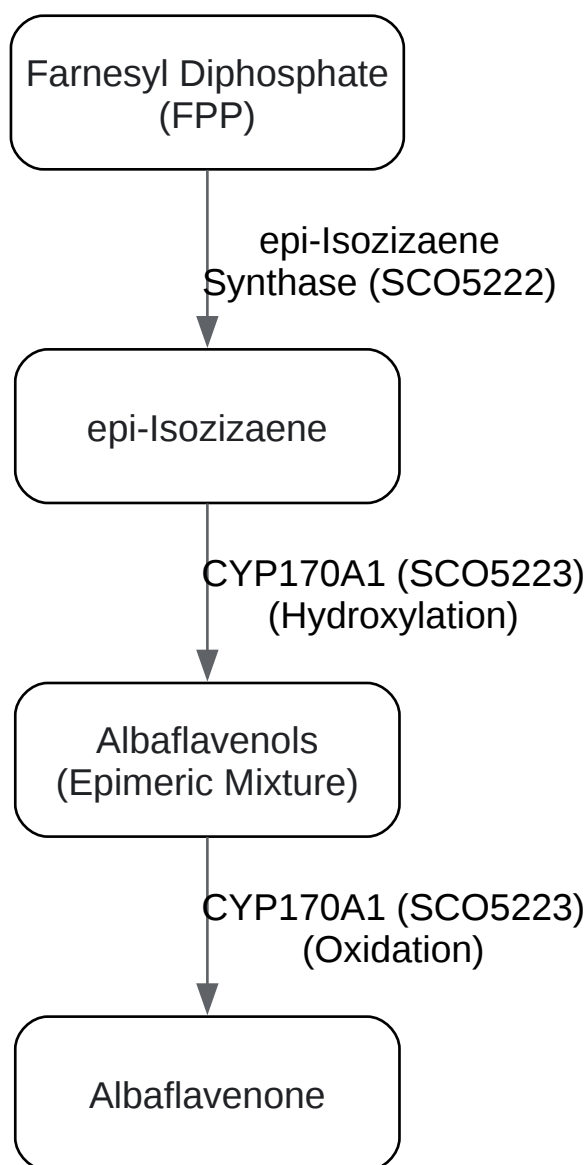 Farnesyl Diphosphate
(FPP)
epi-Isozizaene
Synthase (SCO5222)
epi-Isozizaene
CYP170A1 (SCO5223)
(Hydroxylation)
Albaflavenols
(Epimeric Mixture)
CYP170A1 (SCO5223)
(Oxidation)
Albaflavenone